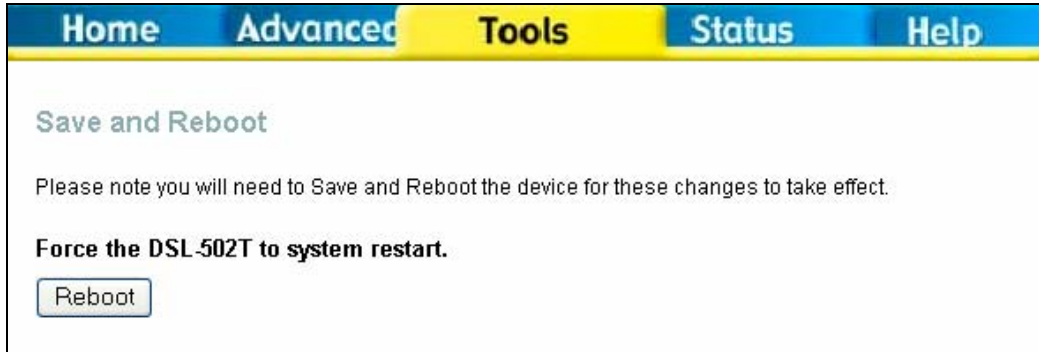 Home Advanced Tools Status Help
Save and Reboot
Please note you will need to Save and Reboot the device for these changes to take effect.
Force the DSL-502T to system restart.
Reboot